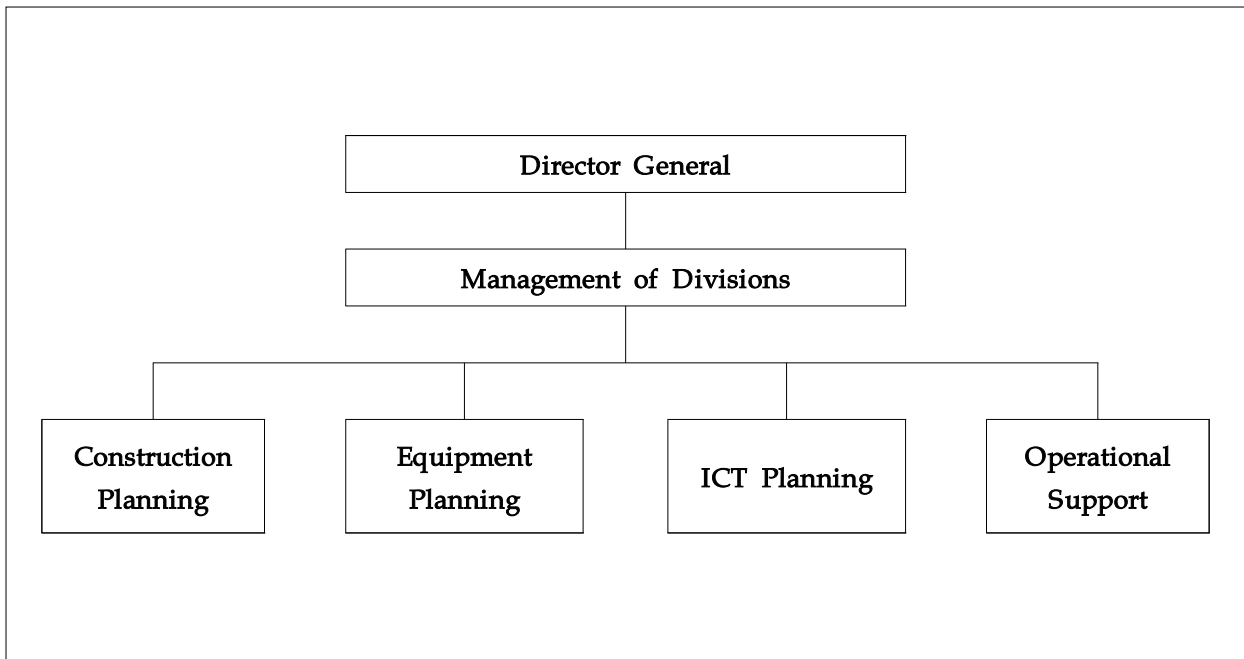 Director General
Management of Divisions
Construction
Planning
Equipment
Planning
ICT Planning
Operational
Support